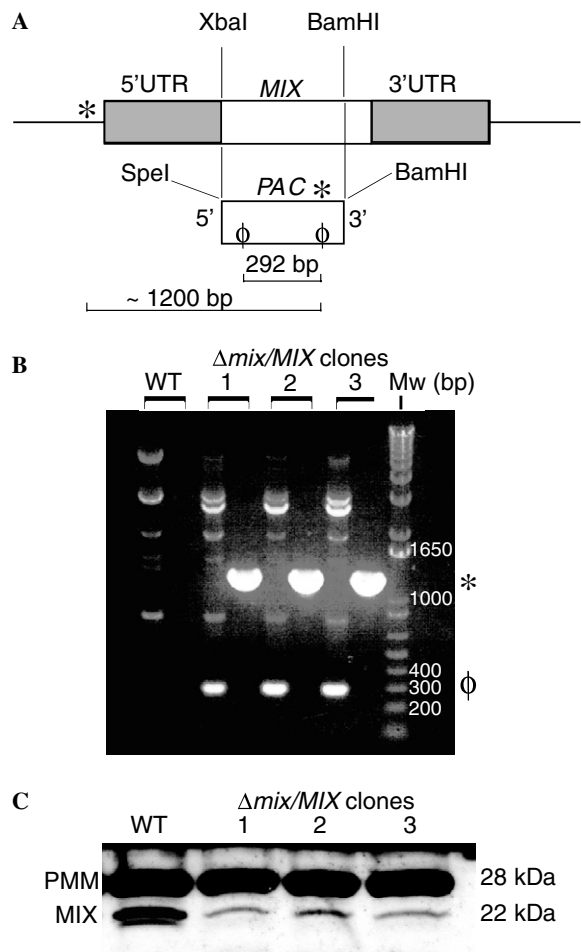 A
XbaI BamHI
5'UTR MIX 3'UTR
*
SpeI PAC * BamHI
5' 3'
ϕ ϕ
292 bp
~ 1200 bp
B
Δmix/MIX clones
WT 1 2 3 Mw (bp)
1650
*
1000
400
300 ϕ
200
C
Δmix/MIX clones
WT 1 2 3
PMM 28 kDa
MIX 22 kDa